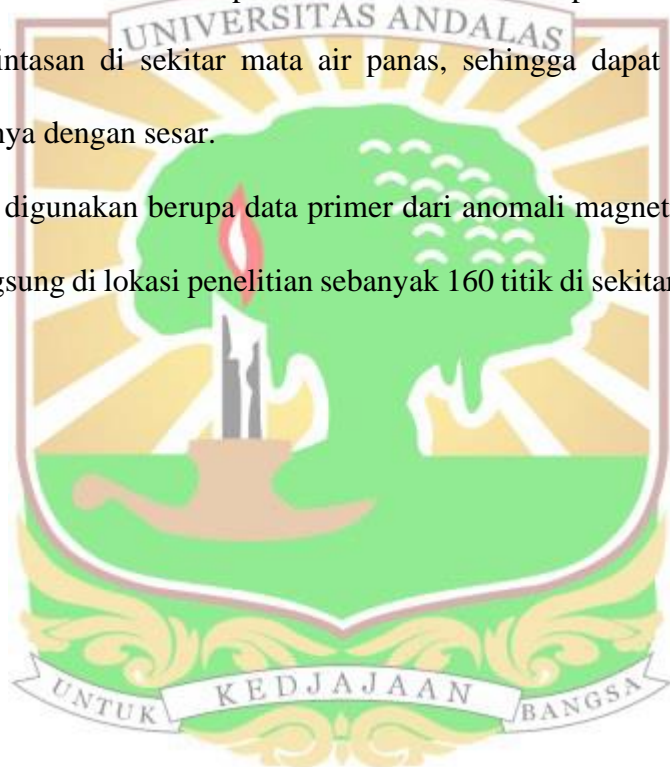 UNIVERSITAS ANDALAS
intasan di sekitar mata air panas, sehingga dapat
nya dengan sesar.
digunakan berupa data primer dari anomali magnet
gsung di lokasi penelitian sebanyak 160 titik di sekitar
UNTUK KEDJAJAAN BANGSA